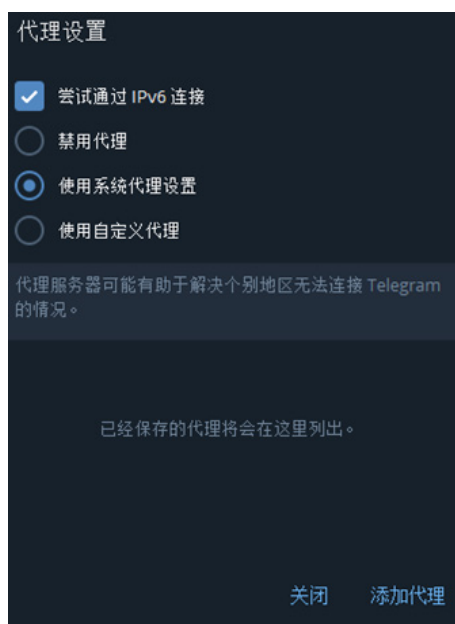 代理设置
尝试通过 IPv6 连接
禁用代理
使用系统代理设置
使用自定义代理
代理服务器可能有助于解决个别地区无法连接 Telegram
的情况。
已经保存的代理将会在这里列出。
关闭 添加代理